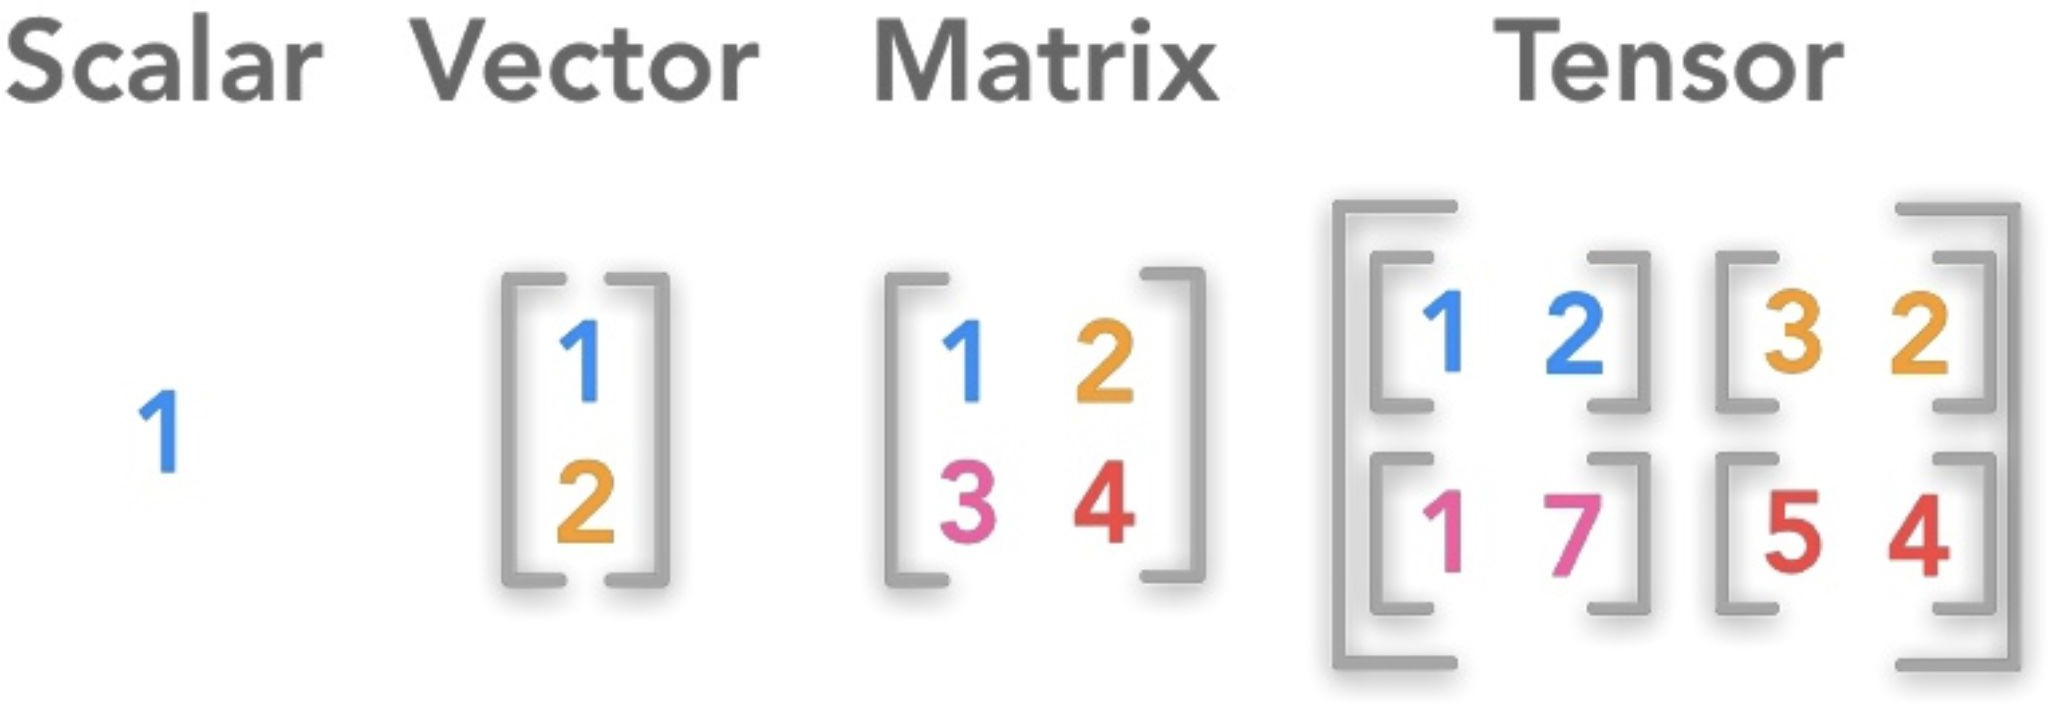 Scalar Vector Matrix Tensor
1 2 3 2
1 1 2
1
2 3 4
1 7 5 4